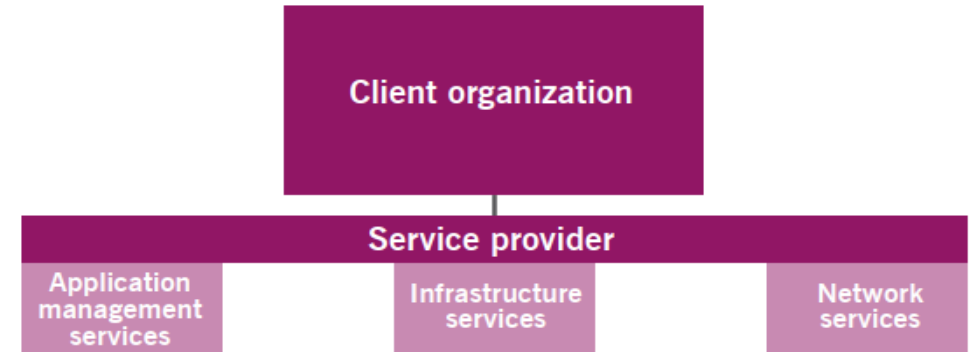 Client organization
Service provider
Application
management
services
Infrastructure
services
Network
services